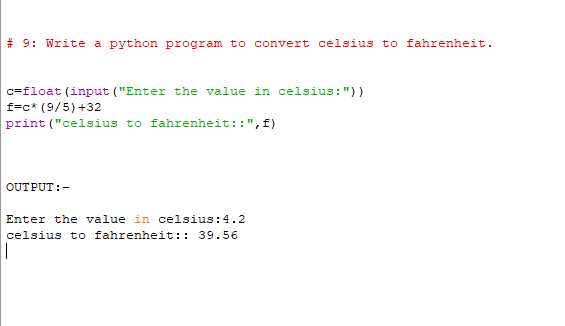 # 9: Write a python program to convert celsius to fahrenheit.
c=float(input("Enter the value in celsius:"))
f=c*(9/5)+32
print("celsius to fahrenheit::",f)
OUTPUT:-
Enter the value in celsius:4.2
celsius to fahrenheit:: 39.56